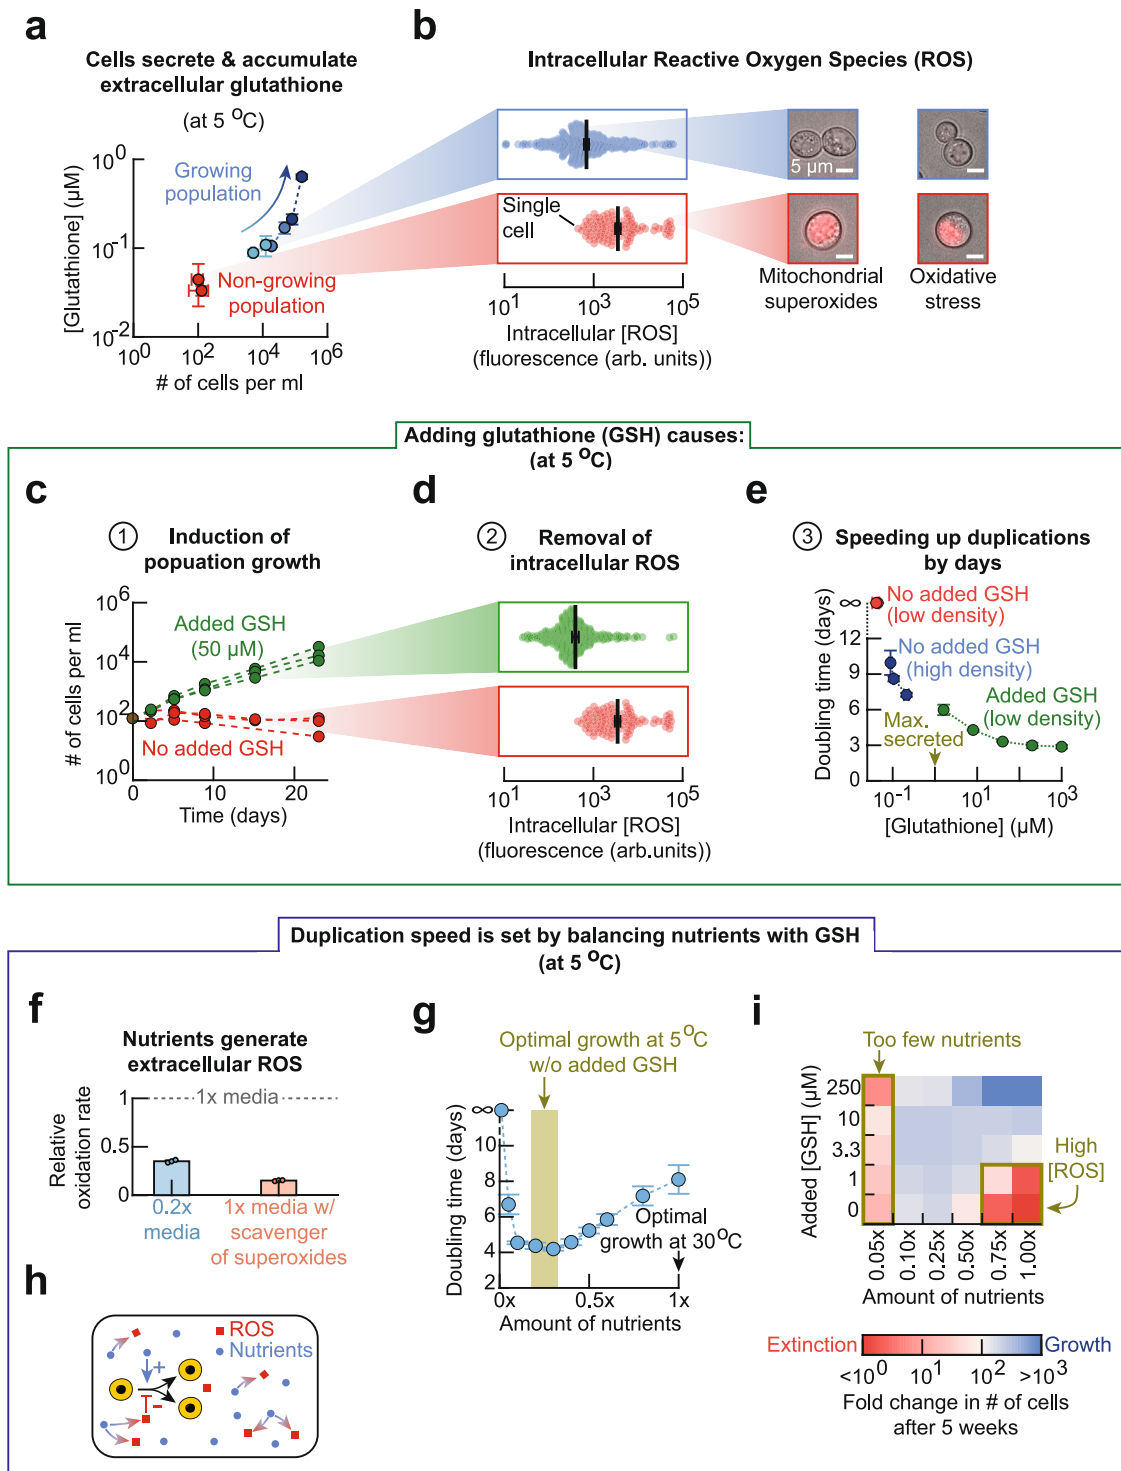 a
Cells secrete & accumulate
extracellular glutathione
(at 5 °C)
[Glutathione] (µM)
10^0
10^-1
10^-2
Growing
population
Non-growing
population
10^0
10^2
10^4
10^6
# of cells per ml
b
Intracellular Reactive Oxygen Species (ROS)
Single
cell
10^1
10^3
10^5
Intracellular [ROS]
(fluorescence (arb. units))
5 µm
Mitochondrial
superoxides
Oxidative
stress
Adding glutathione (GSH) causes:
(at 5 °C)
c
1
Induction of
popuation growth
# of cells per ml
10^6
10^4
10^2
10^0
Added GSH
(50 µM)
No added GSH
0
10
20
Time (days)
d
2
Removal of
intracellular ROS
10^1
10^3
10^5
Intracellular [ROS]
(fluorescence (arb.units))
e
3
Speeding up duplications
by days
Doubling time (days)
∞
12
9
6
3
0
No added GSH
(low density)
No added GSH
(high density)
Added GSH
(low density)
Max.
secreted
10^-1
10^1
10^3
[Glutathione] (µM)
Duplication speed is set by balancing nutrients with GSH
(at 5 °C)
f
Nutrients generate
extracellular ROS
Relative
oxidation rate
1
0.5
0
1x media
0.2x
media
1x media w/
scavenger
of superoxides
g
Optimal growth at 5°C
w/o added GSH
Doubling time (days)
∞
10
8
6
4
2
Optimal
growth at 30°C
0x
0.5x
1x
Amount of nutrients
h
ROS
Nutrients
+
−
i
Too few nutrients
Added [GSH] (µM)
250
10
3.3
1
0
High
[ROS]
0.05x
0.10x
0.25x
0.50x
0.75x
1.00x
Amount of nutrients
Extinction
Growth
<10^0
10^1
10^2
>10^3
Fold change in # of cells
after 5 weeks